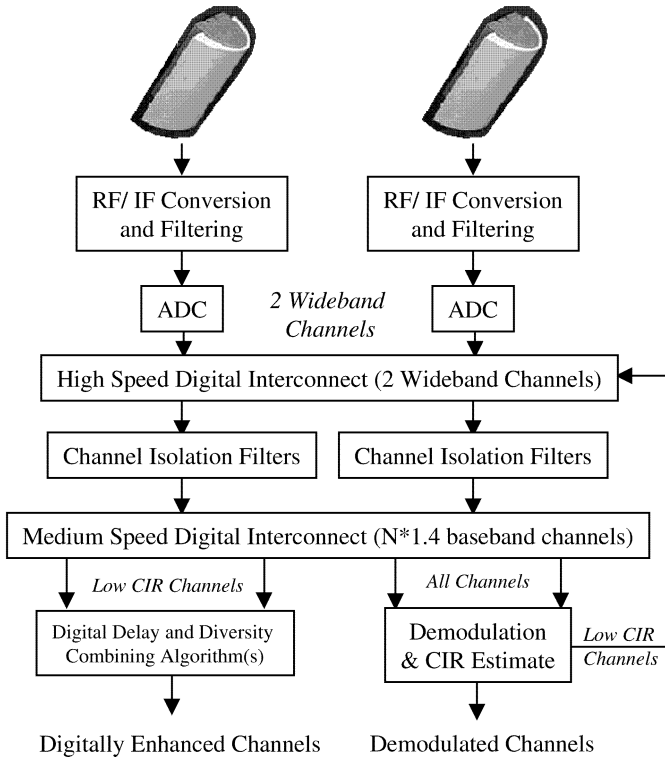 RF/ IF Conversion
and Filtering
RF/ IF Conversion
and Filtering
ADC
2 Wideband
Channels
ADC
High Speed Digital Interconnect (2 Wideband Channels)
Channel Isolation Filters
Channel Isolation Filters
Medium Speed Digital Interconnect (N*1.4 baseband channels)
Low CIR Channels
All Channels
Digital Delay and Diversity
Combining Algorithm(s)
Demodulation
& CIR Estimate
Low CIR
Channels
Digitally Enhanced Channels
Demodulated Channels